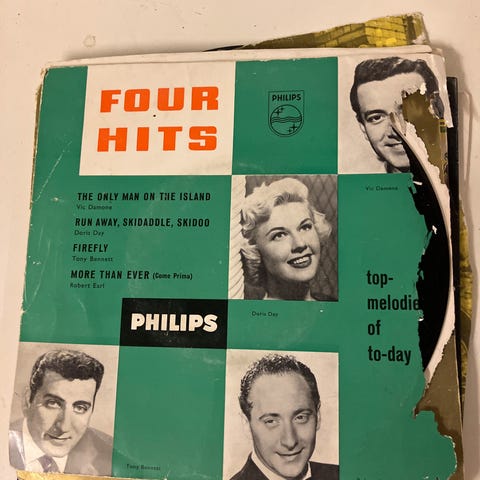 FOUR
HITS
PHILIPS
THE ONLY MAN ON THE ISLAND
Vic Damone
RUN AWAY, SKIDADDLE, SKIDOO
Doris Day
FIREFLY
Tony Bennett
MORE THAN EVER (Come Prima)
Robert Earl
Vic Damone
Doris Day
top-
melodie
of
to-day
PHILIPS
Tony Bennett